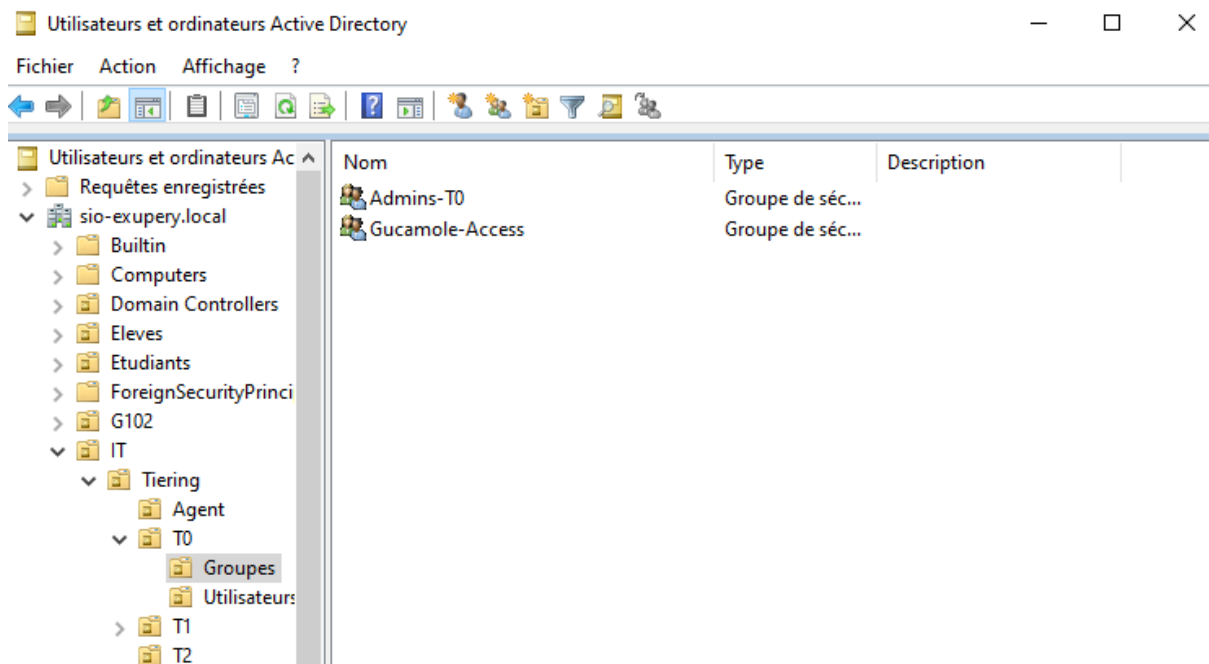 Utilisateurs et ordinateurs Active Directory
Fichier Action Affichage ?
Utilisateurs et ordinateurs Ac
Requêtes enregistrées
sio-exupery.local
Builtin
Computers
Domain Controllers
Eleves
Etudiants
ForeignSecurityPrinci
G102
IT
Tiering
Agent
T0
Groupes
Utilisateurs
T1
T2
Nom Type Description
Admins-T0 Groupe de séc...
Gucamole-Access Groupe de séc...